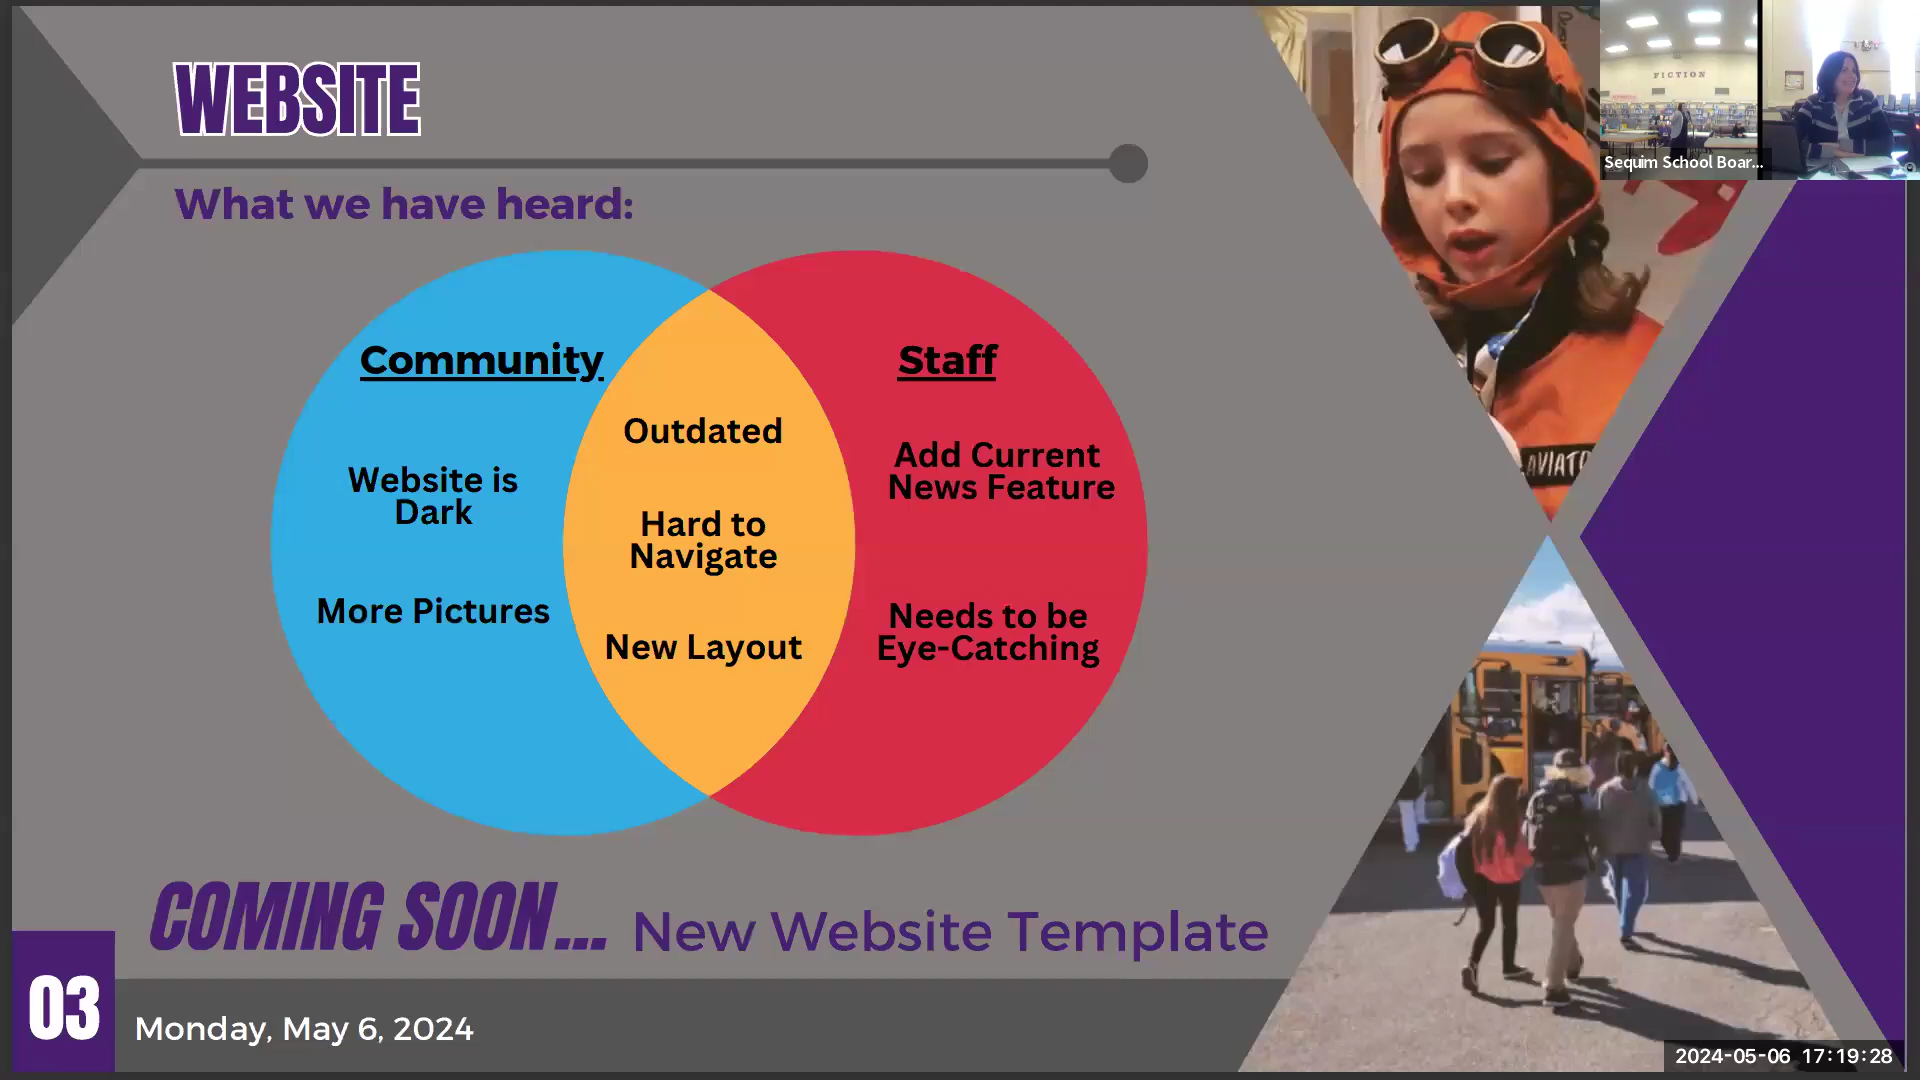 WEBSITE
What we have heard:
Community
Website is
Dark
More Pictures
Outdated
Hard to
Navigate
New Layout
Staff
Add Current
News Feature
Needs to be
Eye-Catching
COMING SOON... New Website Template
03
Monday, May 6, 2024
FICTION
Sequim School Boar...
2024-05-06 17:19:28